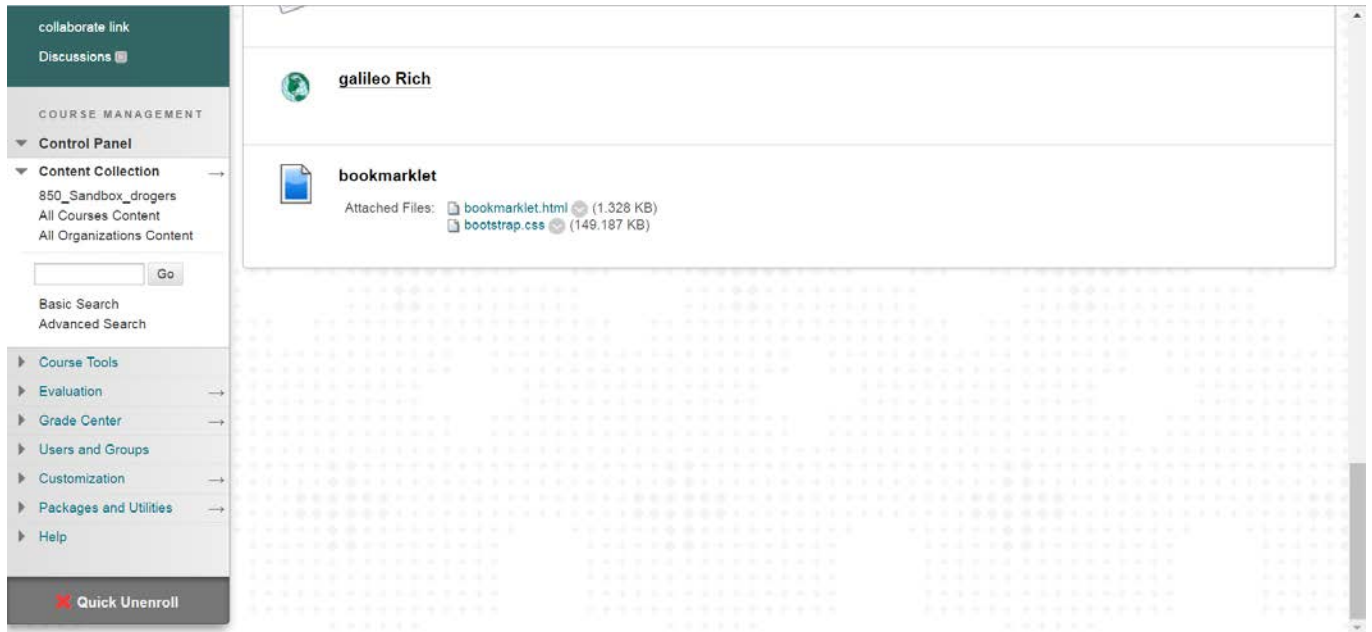 collaborate link
Discussions
COURSE MANAGEMENT
Control Panel
Content Collection →
850_Sandbox_drogers
All Courses Content
All Organizations Content
Go
Basic Search
Advanced Search
Course Tools
Evaluation →
Grade Center →
Users and Groups
Customization →
Packages and Utilities →
Help
Quick Unenroll
galileo Rich
bookmarklet
Attached Files: bookmarklet.html (1.328 KB)
bootstrap.css (149.187 KB)